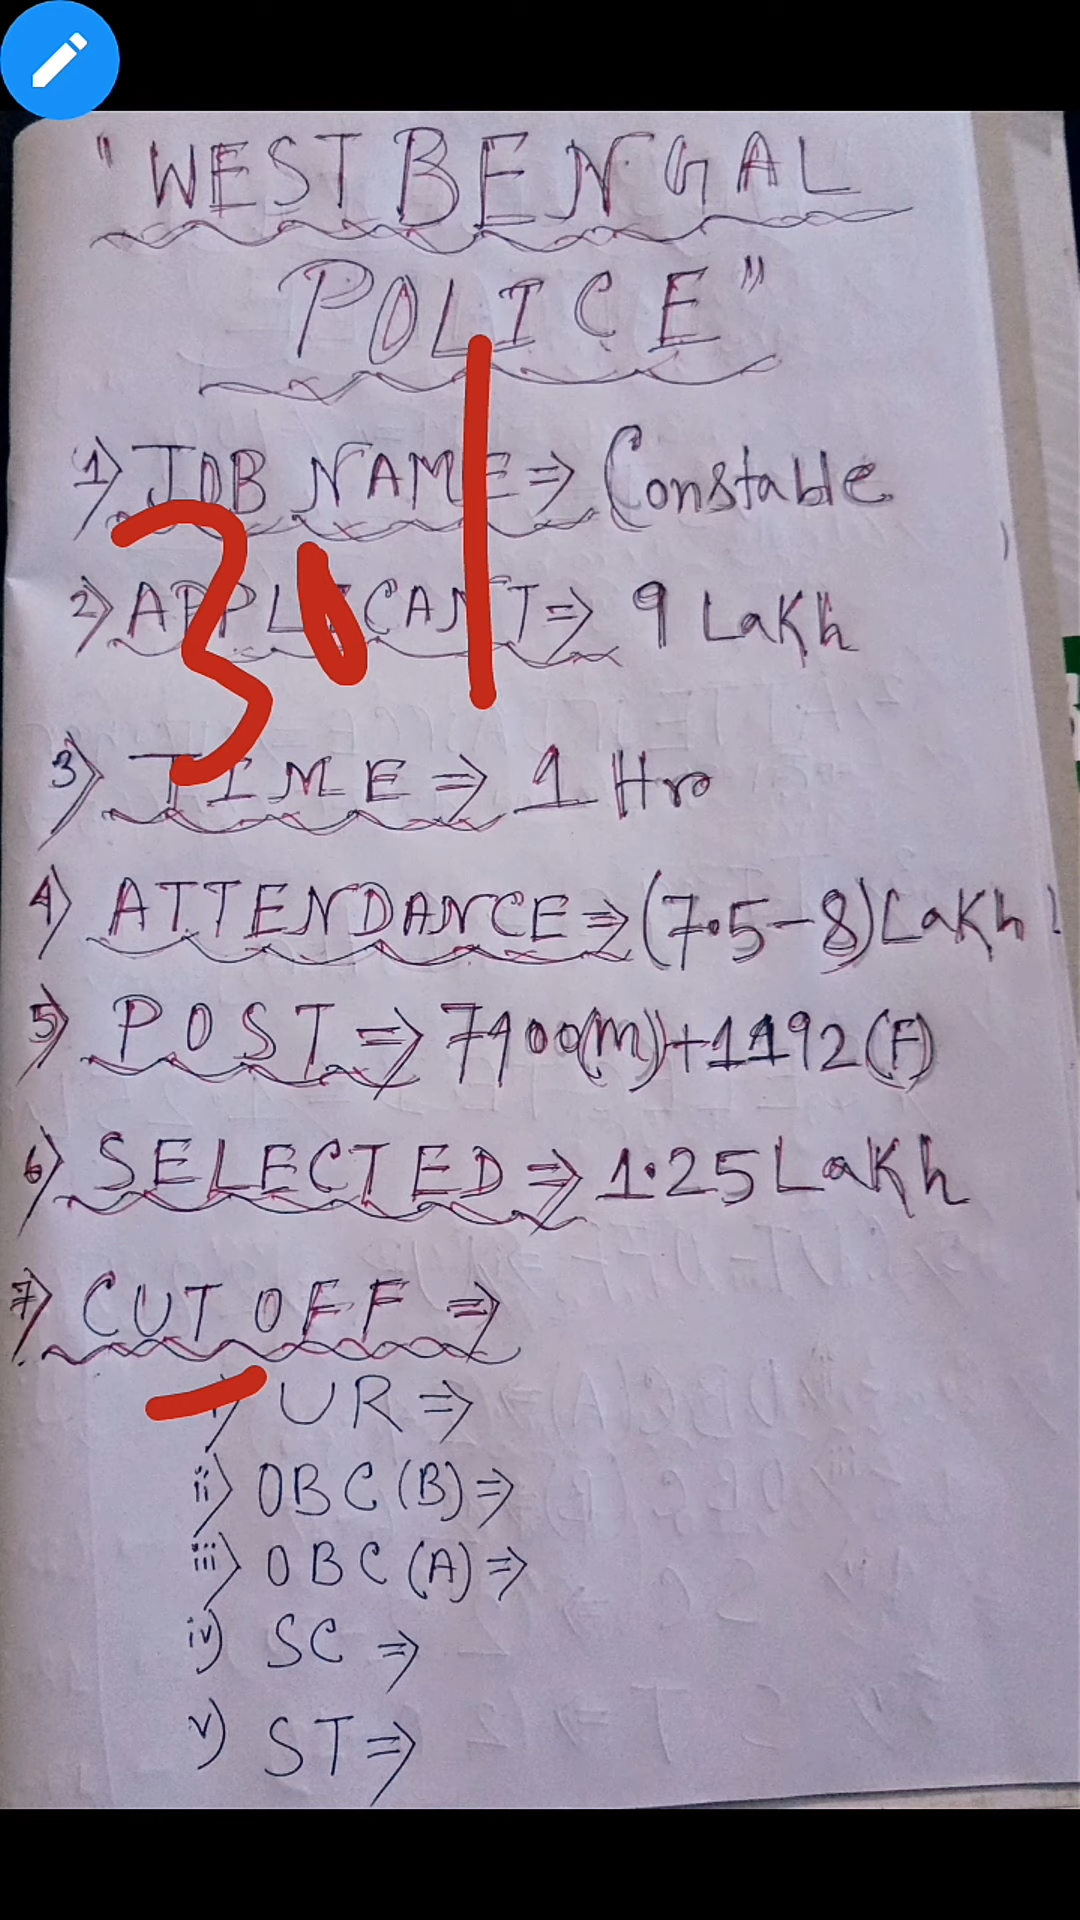 "WEST BENGAL
POLICE"
1) JOB NAME => Constable
2) APPLICANT => 9 LaKh
3) TIME => 1 Hr
4) ATTENDANCE => (7.5-8) LaKh
5) POST => 7400(M)+1192(F)
6) SELECTED => 1.25 LaKh
7) CUT OFF =>
i) UR =>
ii) OBC (B) =>
iii) OBC (A) =>
iv) SC =>
v) ST =>
30